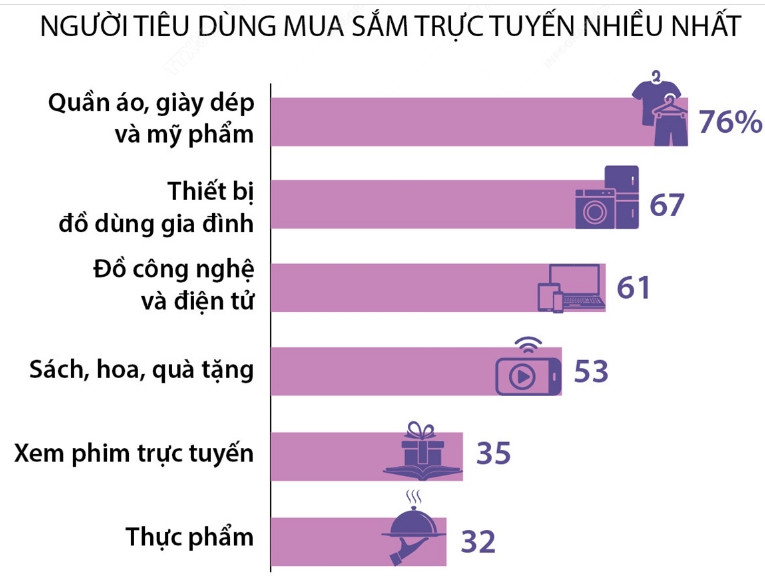 NGƯỜI TIÊU DÙNG MUA SẮM TRỰC TUYẾN NHIỀU NHẤT
Quần áo, giày dép
và mỹ phẩm
76%
Thiết bị
đồ dùng gia đình
67
Đồ công nghệ
và điện tử
61
Sách, hoa, quà tặng
53
Xem phim trực tuyến
35
Thực phẩm
32